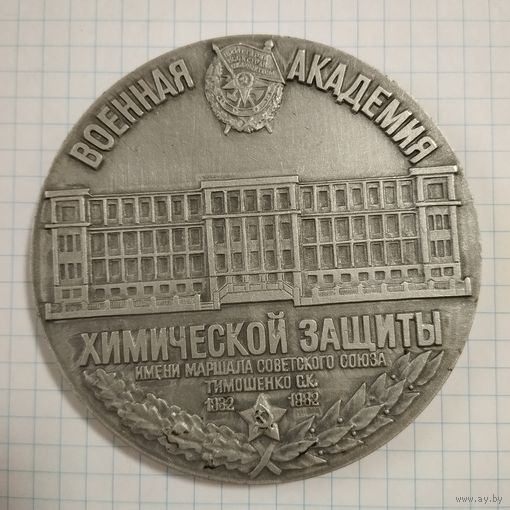 ВОЕННАЯ АКАДЕМИЯ
ХИМИЧЕСКОЙ ЗАЩИТЫ
ИМЕНИ МАРШАЛА СОВЕТСКОГО СОЮЗА
ТИМОШЕНКО С.К.
1932 1982
www.ay.by